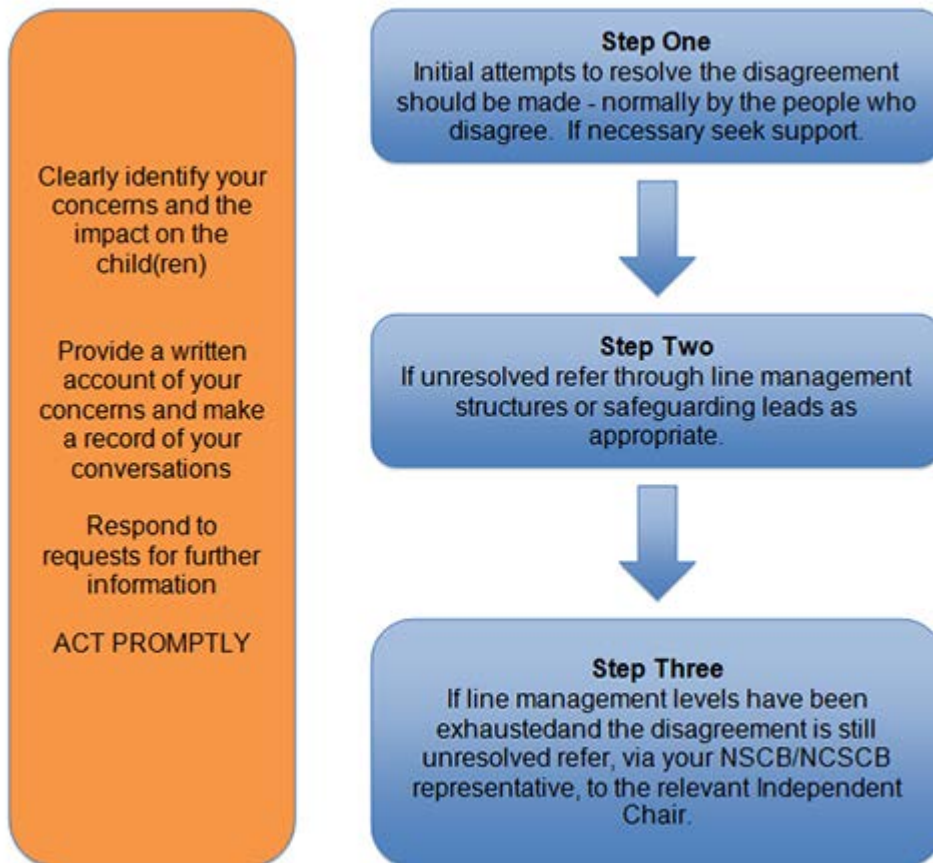 Clearly identify your
concerns and the
impact on the
child(ren)
Provide a written
account of your
concerns and make
a record of your
conversations
Respond to
requests for further
information
ACT PROMPTLY
Step One
Initial attempts to resolve the disagreement
should be made - normally by the people who
disagree. If necessary seek support.
Step Two
If unresolved refer through line management
structures or safeguarding leads as
appropriate.
Step Three
If line management levels have been
exhaustedand the disagreement is still
unresolved refer, via your NSCB/NCSCB
representative, to the relevant Independent
Chair.